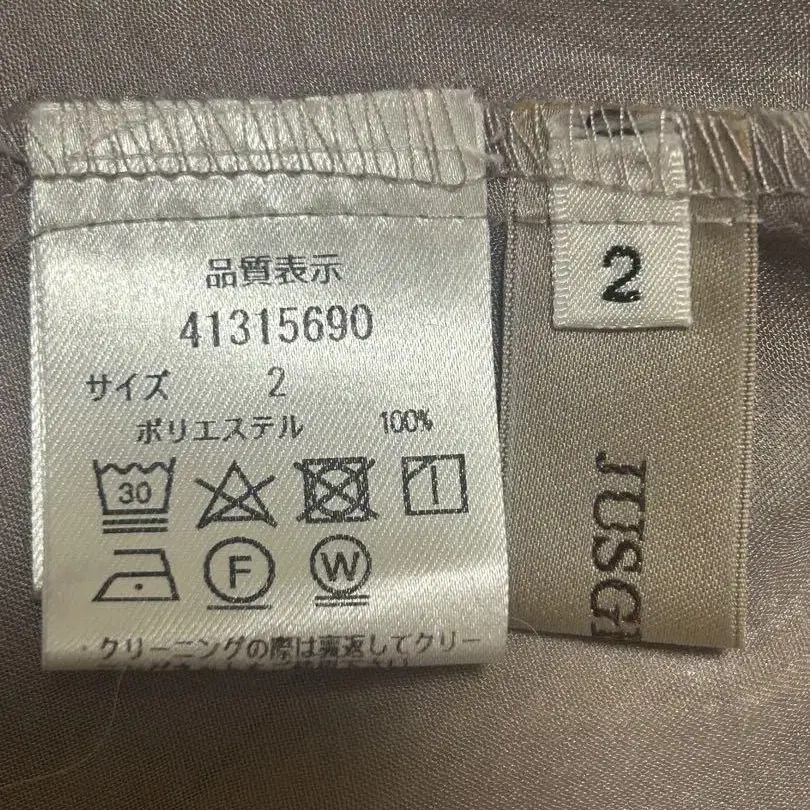 品質表示
41315690
サイズ 2
ポリエステル 100%
30
F W
・クリーニングの際は裏返してクリー
2
JUSGL